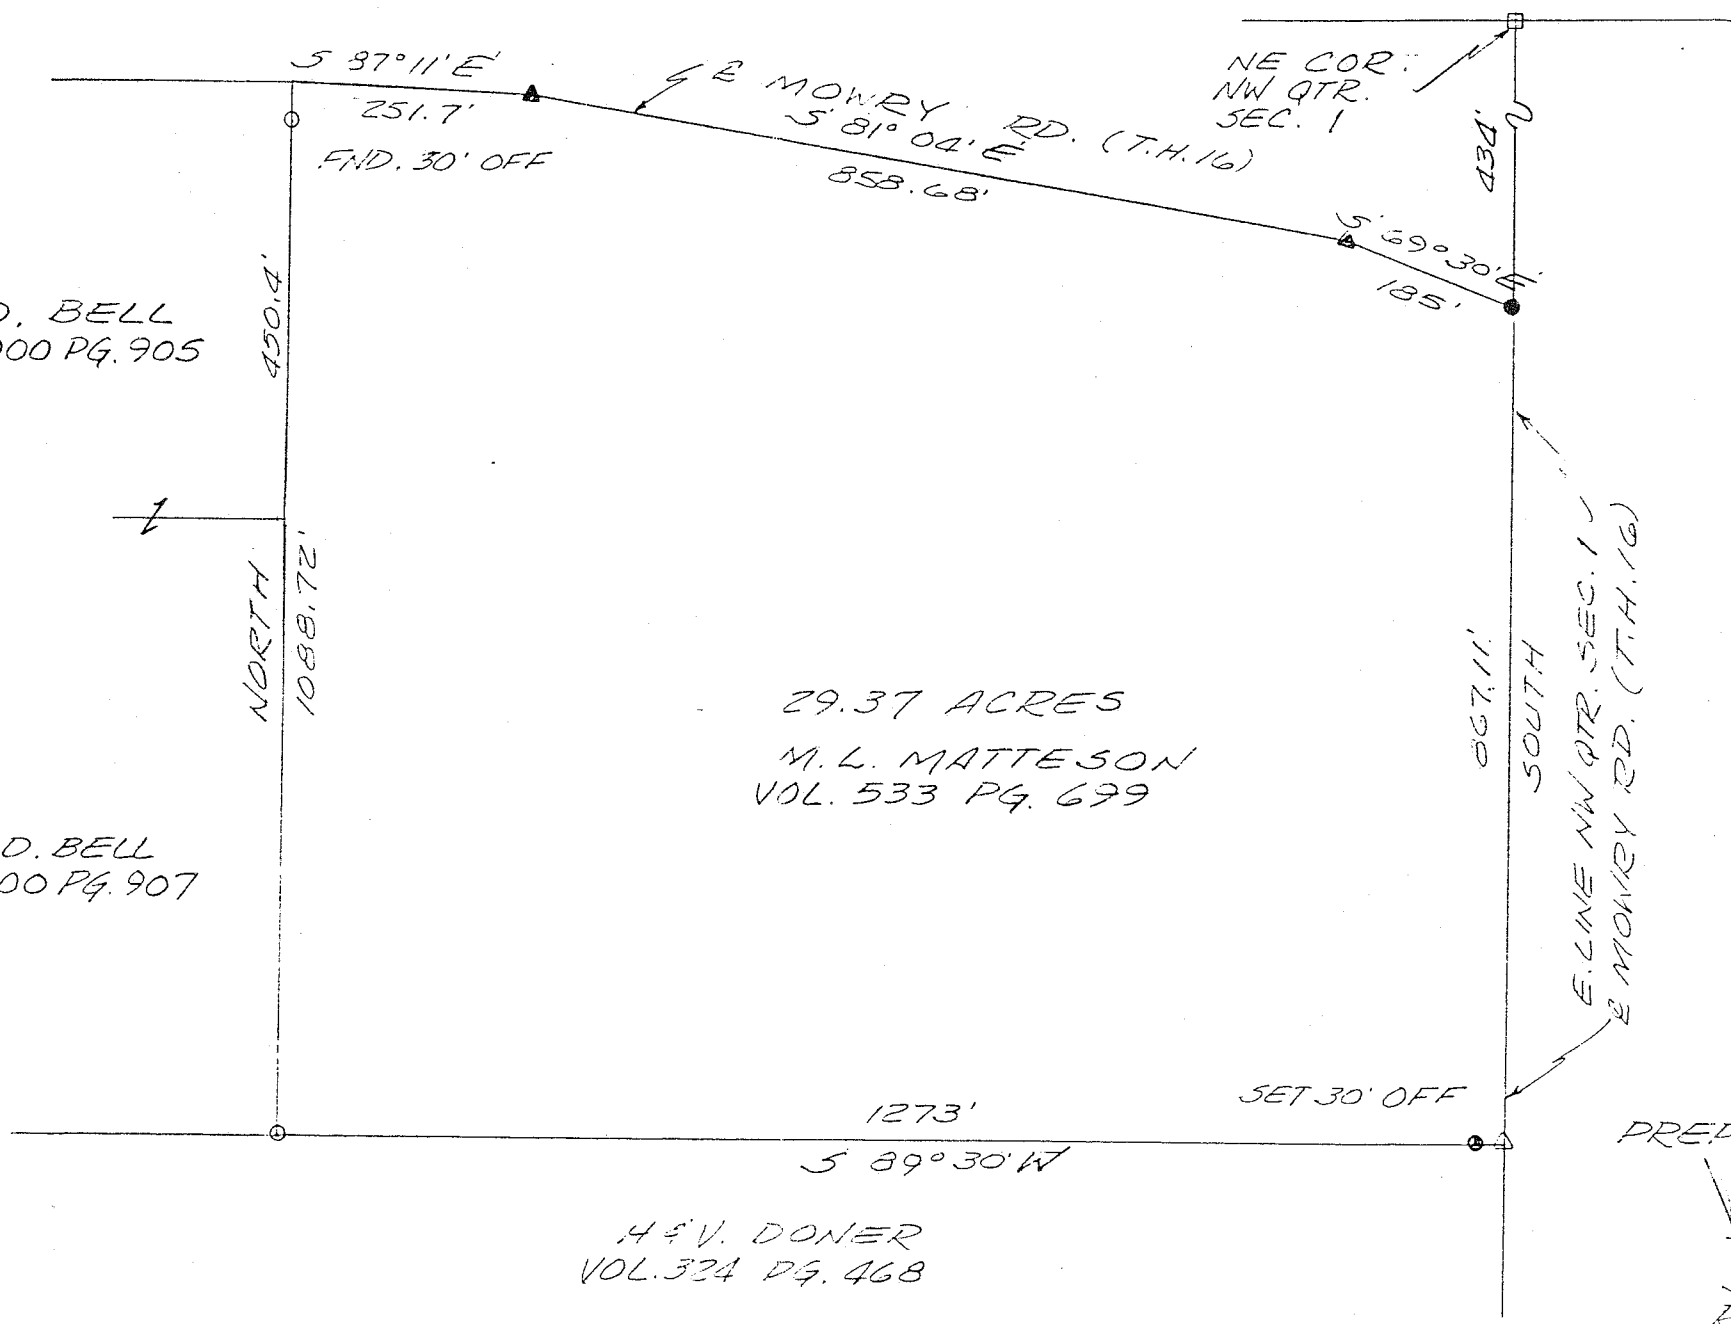 S 87°11' E
251.7'
FND. 30' OFF
℄ MOWRY RD. (T.H.16)
S 81° 04' E
858.68'
NE COR.
NW QTR.
SEC. 1
434'
S 69°30' E
185'
D. BELL
900 PG. 905
450.4'
NORTH
1088.72'
29.37 ACRES
M. L. MATTESON
VOL. 533 PG. 699
867.11'
SOUTH
E. LINE NW QTR. SEC. 1
℄ MOWRY RD. (T.H.16)
D. BELL
00 PG. 907
SET 30' OFF
1273'
S 89°30' W
H & V. DONER
VOL. 324 PG. 468